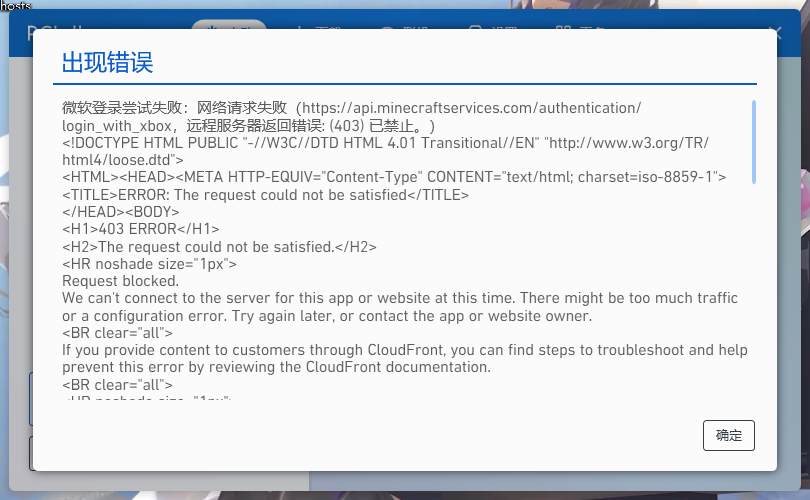 hosts
出现错误
微软登录尝试失败：网络请求失败（https://api.minecraftservices.com/authentication/
login_with_xbox，远程服务器返回错误: (403) 已禁止。）
<!DOCTYPE HTML PUBLIC "-//W3C//DTD HTML 4.01 Transitional//EN" "http://www.w3.org/TR/
html4/loose.dtd">
<HTML><HEAD><META HTTP-EQUIV="Content-Type" CONTENT="text/html; charset=iso-8859-1">
<TITLE>ERROR: The request could not be satisfied</TITLE>
</HEAD><BODY>
<H1>403 ERROR</H1>
<H2>The request could not be satisfied.</H2>
<HR noshade size="1px">
Request blocked.
We can't connect to the server for this app or website at this time. There might be too much traffic
or a configuration error. Try again later, or contact the app or website owner.
<BR clear="all">
If you provide content to customers through CloudFront, you can find steps to troubleshoot and help
prevent this error by reviewing the CloudFront documentation.
<BR clear="all">
<HR noshade size="1px">
确定